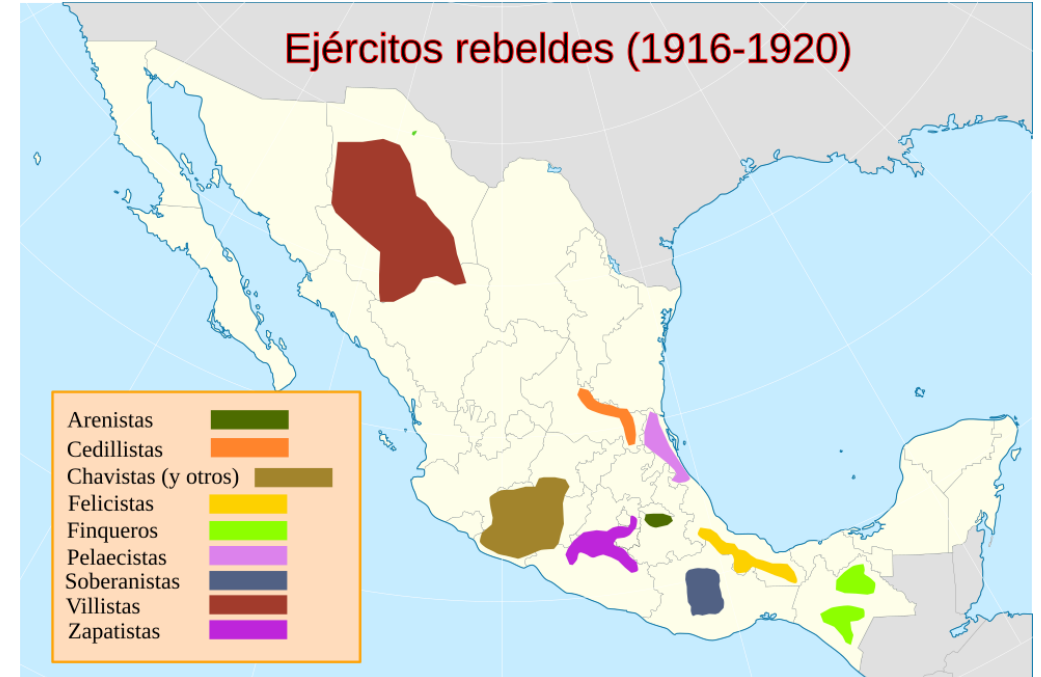 Ejércitos rebeldes (1916-1920)
Arenistas
Cedillistas
Chavistas (y otros)
Felicistas
Finqueros
Pelaecistas
Soberanistas
Villistas
Zapatistas